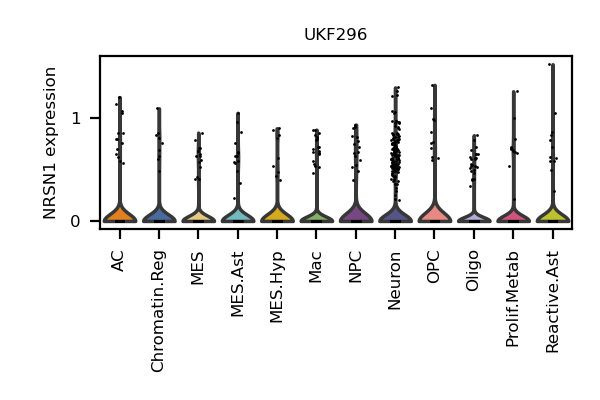 UKF296
NRSN1 expression
1
0
AC
Chromatin.Reg
MES
MES.Ast
MES.Hyp
Mac
NPC
Neuron
OPC
Oligo
Prolif.Metab
Reactive.Ast